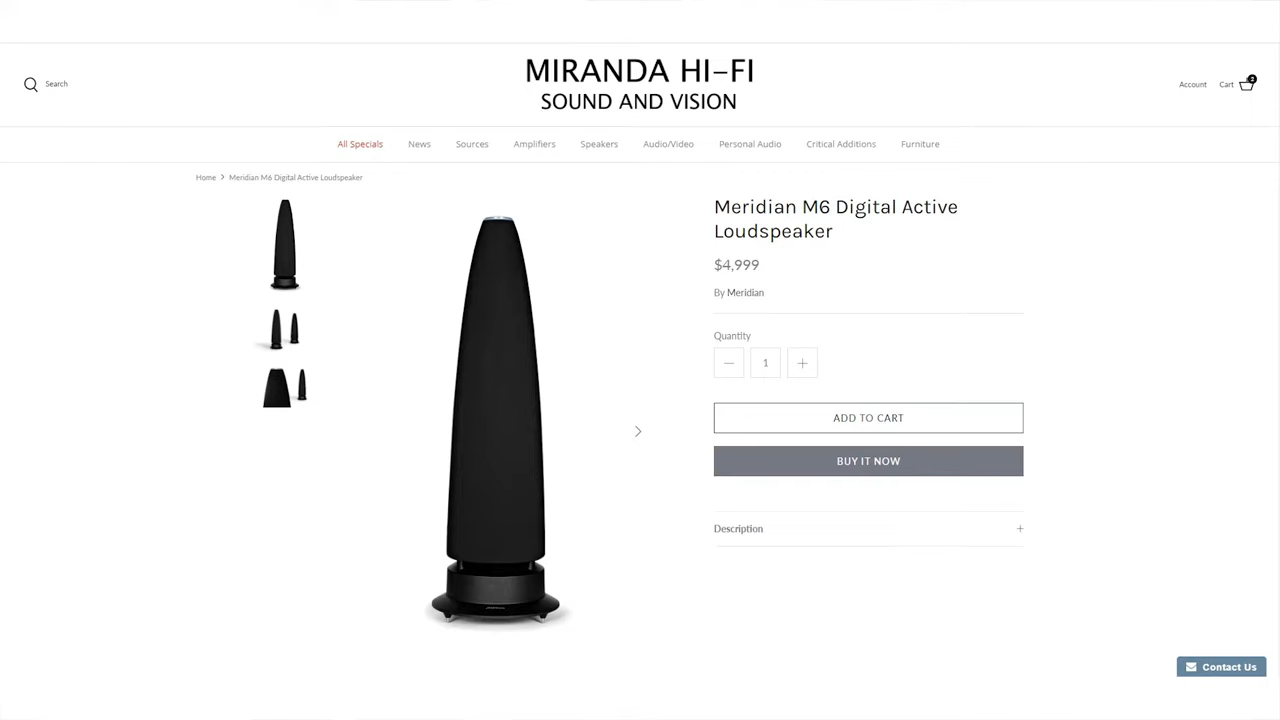 Search
MIRANDA HI-FI
SOUND AND VISION
Account
Cart
2
All Specials
News
Sources
Amplifiers
Speakers
Audio/Video
Personal Audio
Critical Additions
Furniture
Home > Meridian M6 Digital Active Loudspeaker
Meridian M6 Digital Active
Loudspeaker
$4,999
By Meridian
Quantity
— 1 +
ADD TO CART
BUY IT NOW
Description +
Contact Us